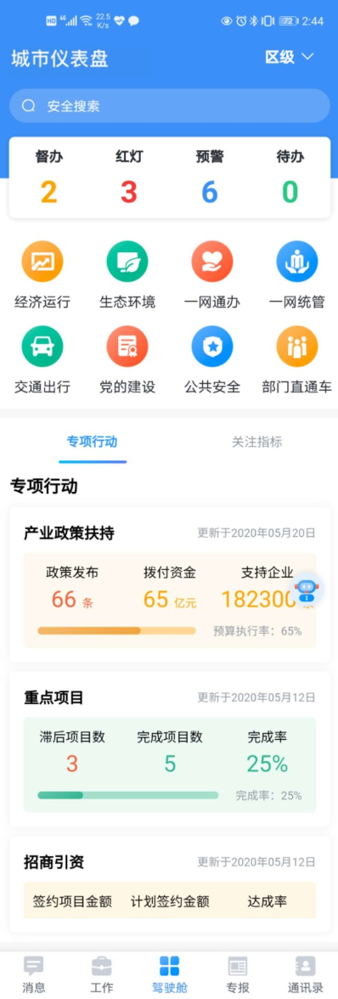 HD 4G 22.5 K/s 72 2:44
城市仪表盘 区级
安全搜索
督办 红灯 预警 待办
2 3 6 0
经济运行 生态环境 一网通办 一网统管
交通出行 党的建设 公共安全 部门直通车
专项行动 关注指标
专项行动
产业政策扶持 更新于2020年05月20日
政策发布 拨付资金 支持企业
66 条 65 亿元 182300
预算执行率：65%
重点项目 更新于2020年05月12日
滞后项目数 完成项目数 完成率
3 5 25%
完成率：25%
招商引资 更新于2020年05月12日
签约项目金额 计划签约金额 达成率
消息 工作 驾驶舱 专报 通讯录